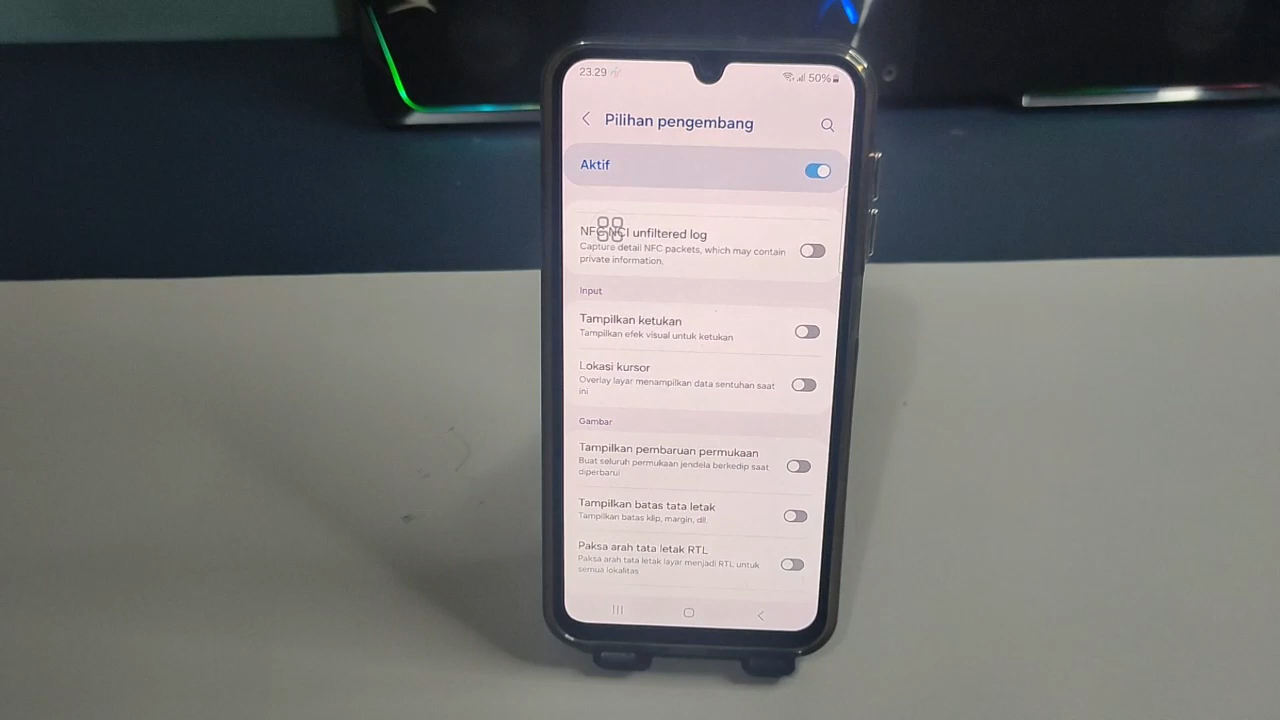 23.29
50%
Pilihan pengembang
Aktif
NFC NCI unfiltered log
Capture detail NFC packets, which may contain
private information.
Input
Tampilkan ketukan
Tampilkan efek visual untuk ketukan
Lokasi kursor
Overlay layar menampilkan data sentuhan saat
ini
Gambar
Tampilkan pembaruan permukaan
Buat seluruh permukaan jendela berkedip saat
diperbarui
Tampilkan batas tata letak
Tampilkan batas klip, margin, dll.
Paksa arah tata letak RTL
Paksa arah tata letak layar menjadi RTL untuk
semua lokalitas